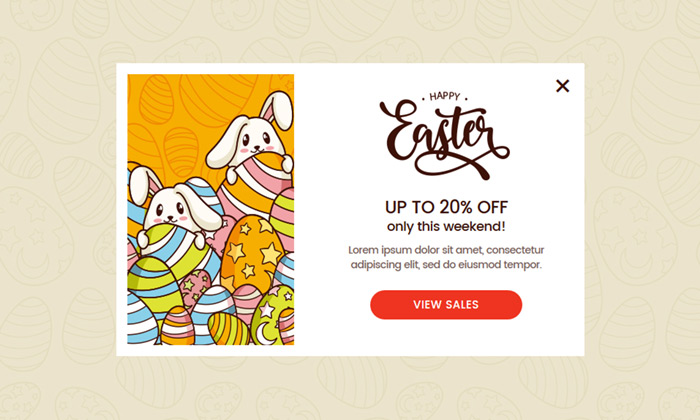 • HAPPY •
Easter
UP TO 20% OFF
only this weekend!
Lorem ipsum dolor sit amet, consectetur
adipiscing elit, sed do eiusmod tempor.
VIEW SALES